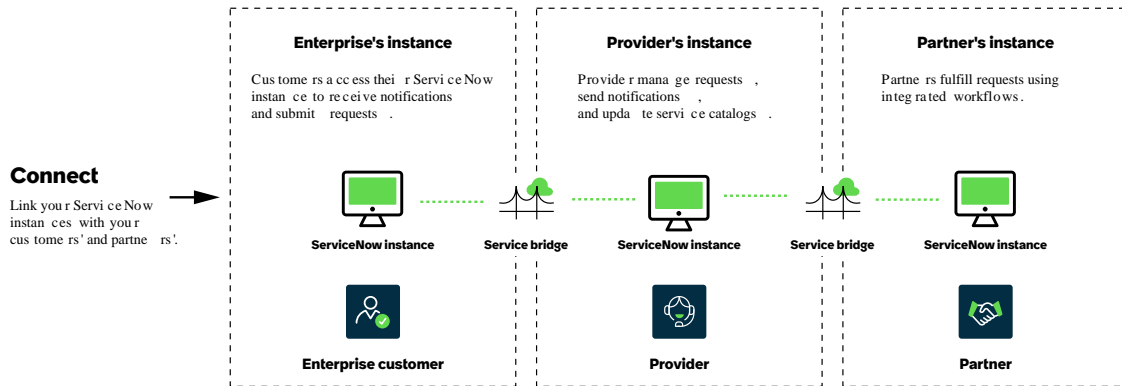 Enterprise's instance
Customers access their ServiceNow
instance to receive notifications
and submit requests.
Provider's instance
Provider manage requests,
send notifications,
and update service catalogs.
Partner's instance
Partners fulfill requests using
integrated workflows.
Connect
Link your ServiceNow
instances with your
customers' and partners'.
ServiceNow instance
Service bridge
ServiceNow instance
Service bridge
ServiceNow instance
Enterprise customer
Provider
Partner